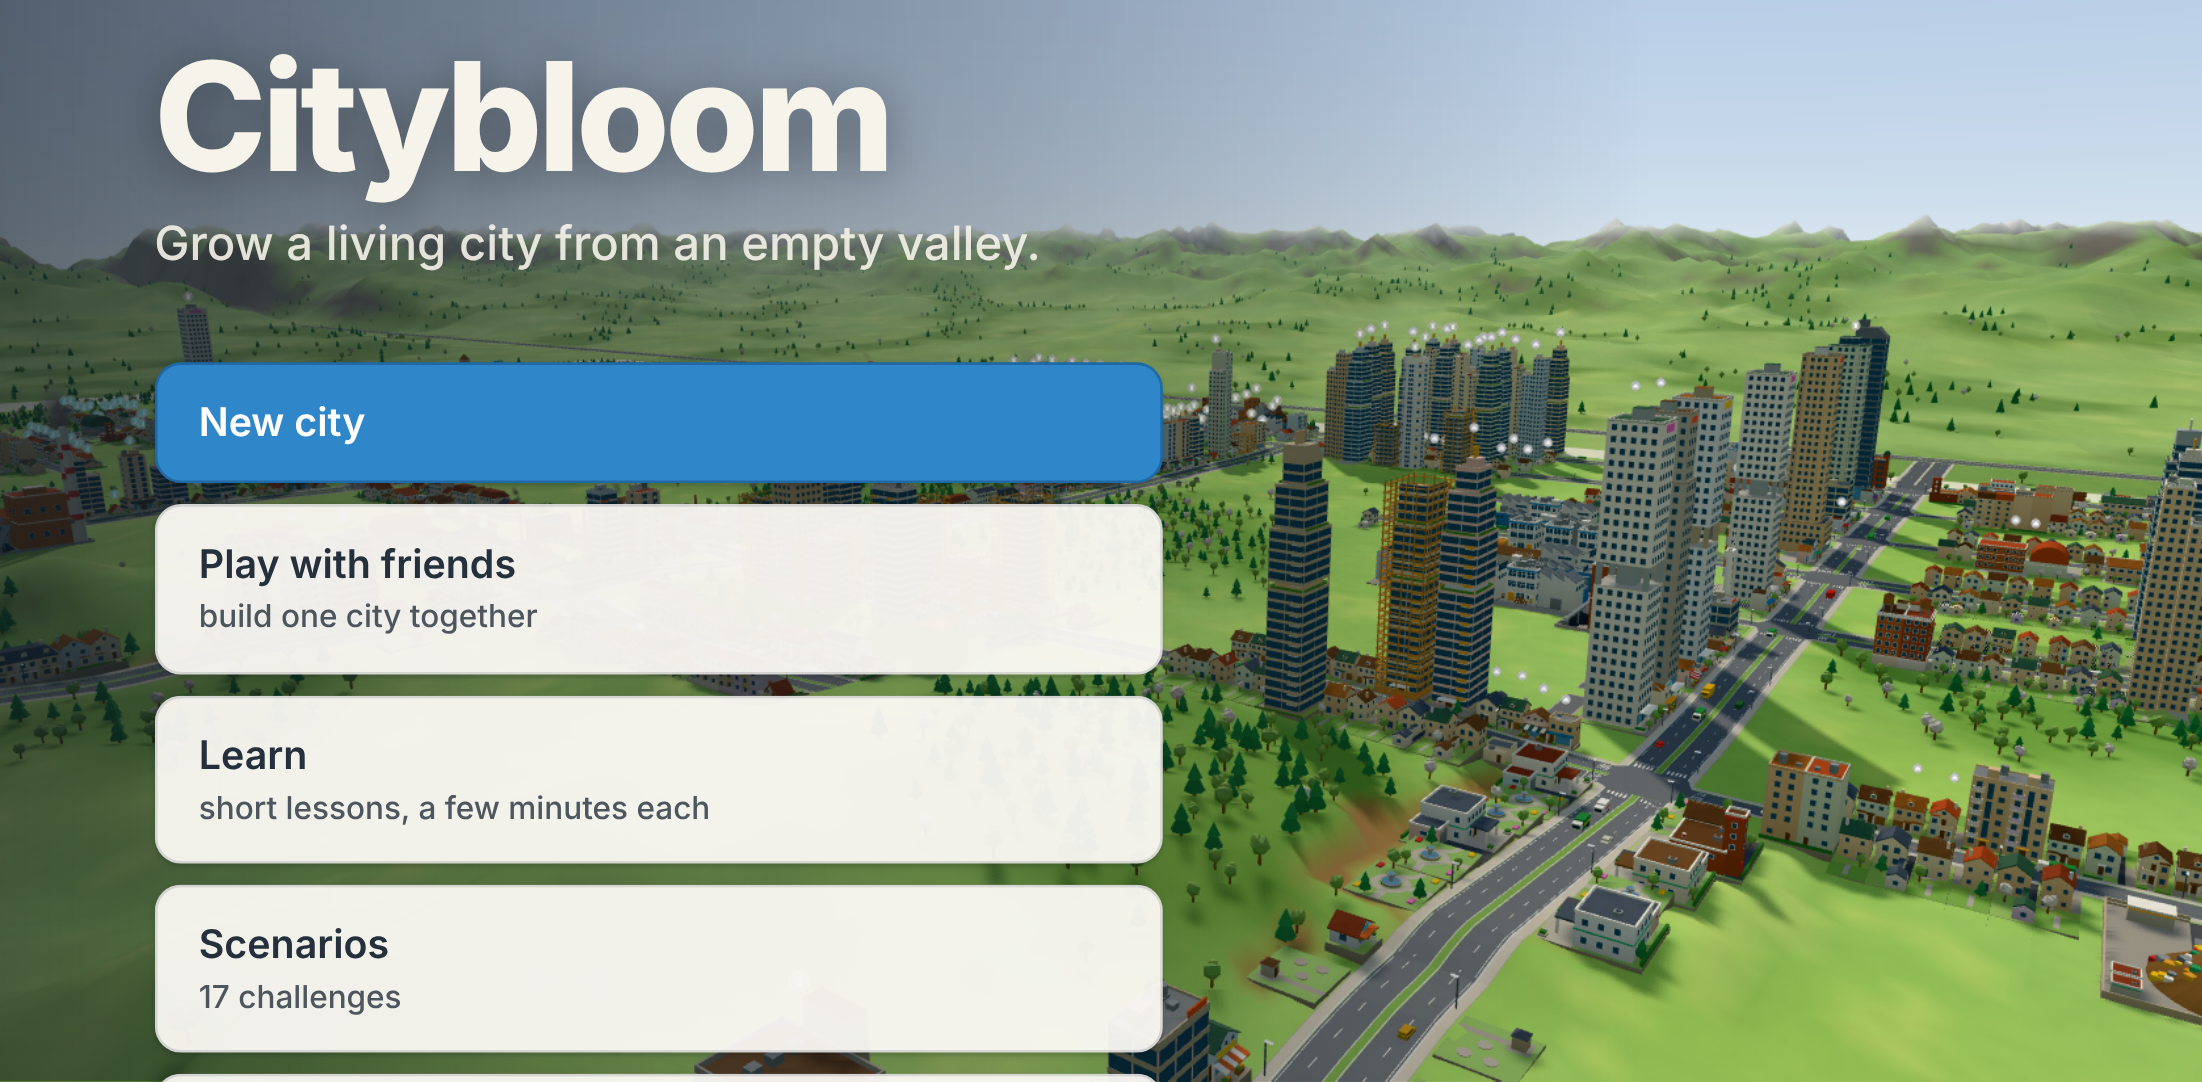 Citybloom
Grow a living city from an empty valley.
New city
Play with friends
build one city together
Learn
short lessons, a few minutes each
Scenarios
17 challenges